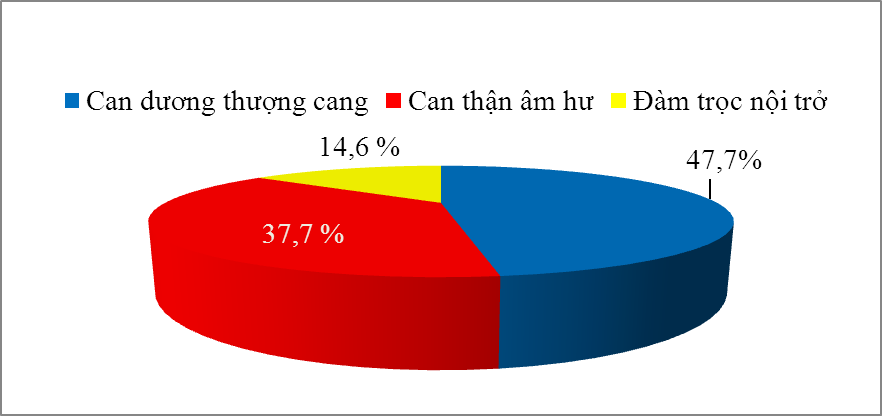 Can dương thượng cang Can thận âm hư Đàm trọc nội trở
14,6 %
47,7%
37,7 %